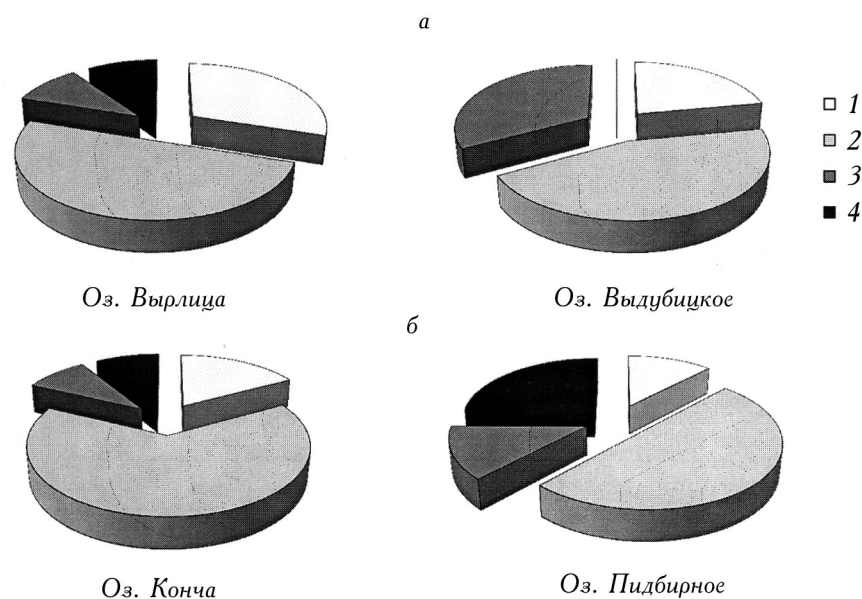 а
1
2
3
4
Оз. Вырлица
Оз. Выдубицкое
б
Оз. Конча
Оз. Пидбирное